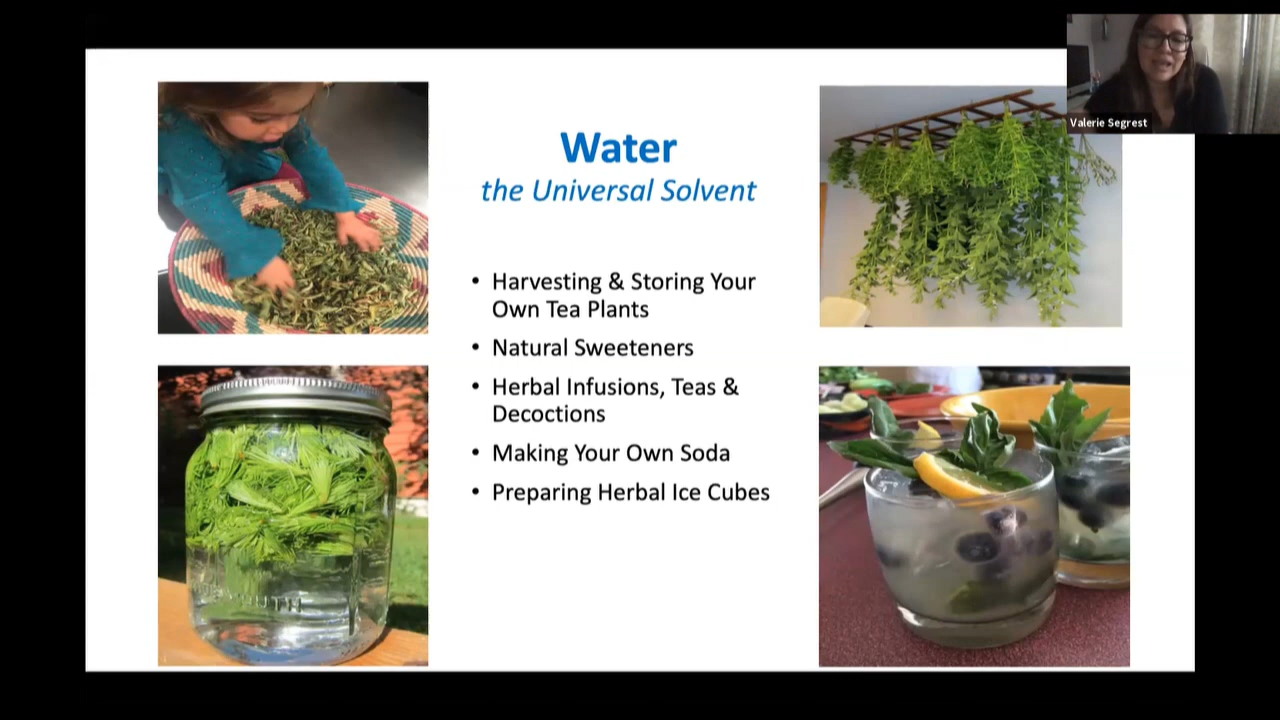 Valerie Segrest
Water
the Universal Solvent
• Harvesting & Storing Your
Own Tea Plants
• Natural Sweeteners
• Herbal Infusions, Teas &
Decoctions
• Making Your Own Soda
• Preparing Herbal Ice Cubes